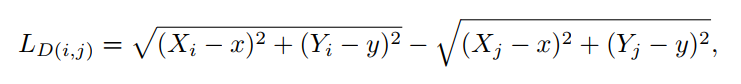 L_{D(i,j)} = \sqrt{(X_i - x)^2 + (Y_i - y)^2} - \sqrt{(X_j - x)^2 + (Y_j - y)^2},